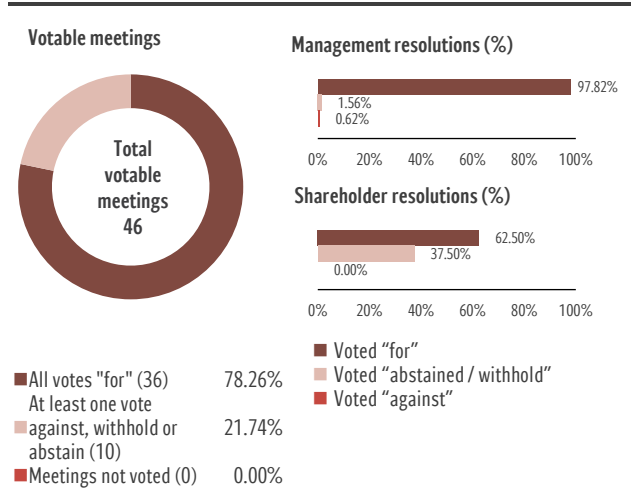 Votable meetings
Total
votable
meetings
46
All votes "for" (36) 78.26%
At least one vote
against, withhold or 21.74%
abstain (10)
Meetings not voted (0) 0.00%
Management resolutions (%)
97.82%
1.56%
0.62%
0% 20% 40% 60% 80% 100%
Shareholder resolutions (%)
62.50%
37.50%
0.00%
0% 20% 40% 60% 80% 100%
Voted “for”
Voted “abstained / withhold”
Voted “against”